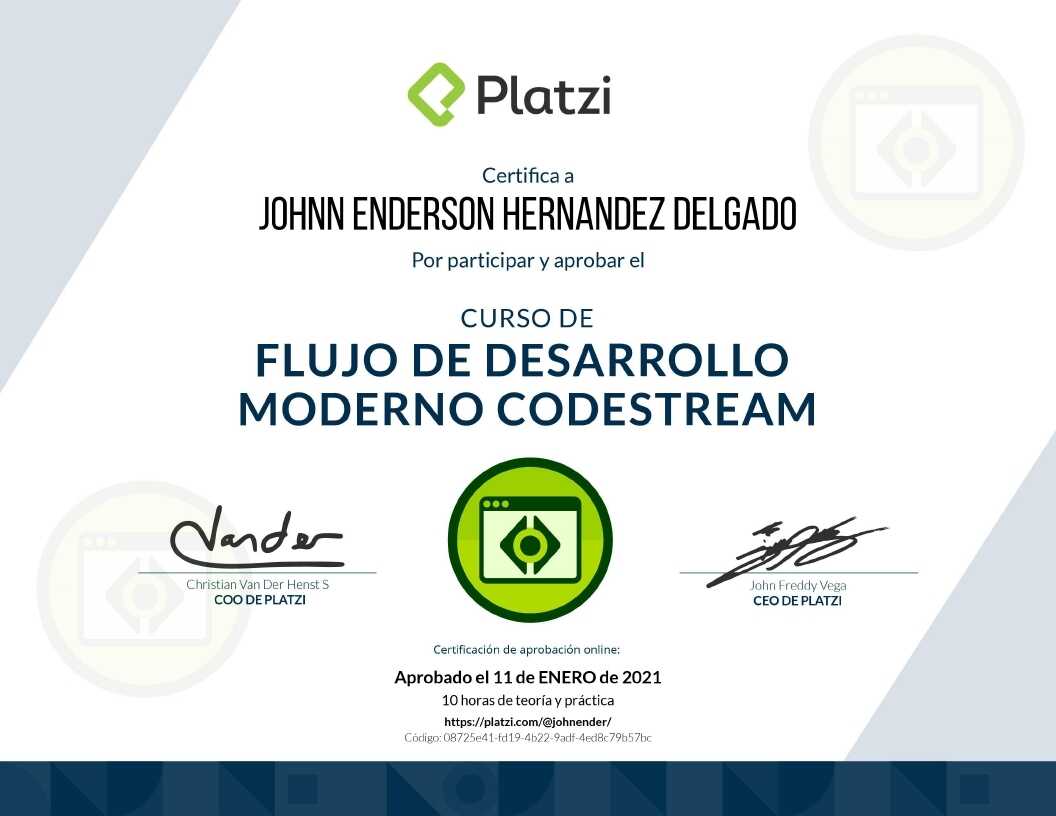 Platzi
Certifica a
JOHNN ENDERSON HERNANDEZ DELGADO
Por participar y aprobar el
CURSO DE
FLUJO DE DESARROLLO
MODERNO CODESTREAM
Vander
Christian Van Der Henst S
COO DE PLATZI
John Freddy Vega
CEO DE PLATZI
Certificación de aprobación online:
Aprobado el 11 de ENERO de 2021
10 horas de teoría y práctica
https://platzi.com/@johnender/
Código: 08725e41-fd19-4b22-9adf-4ed8c79b57bc